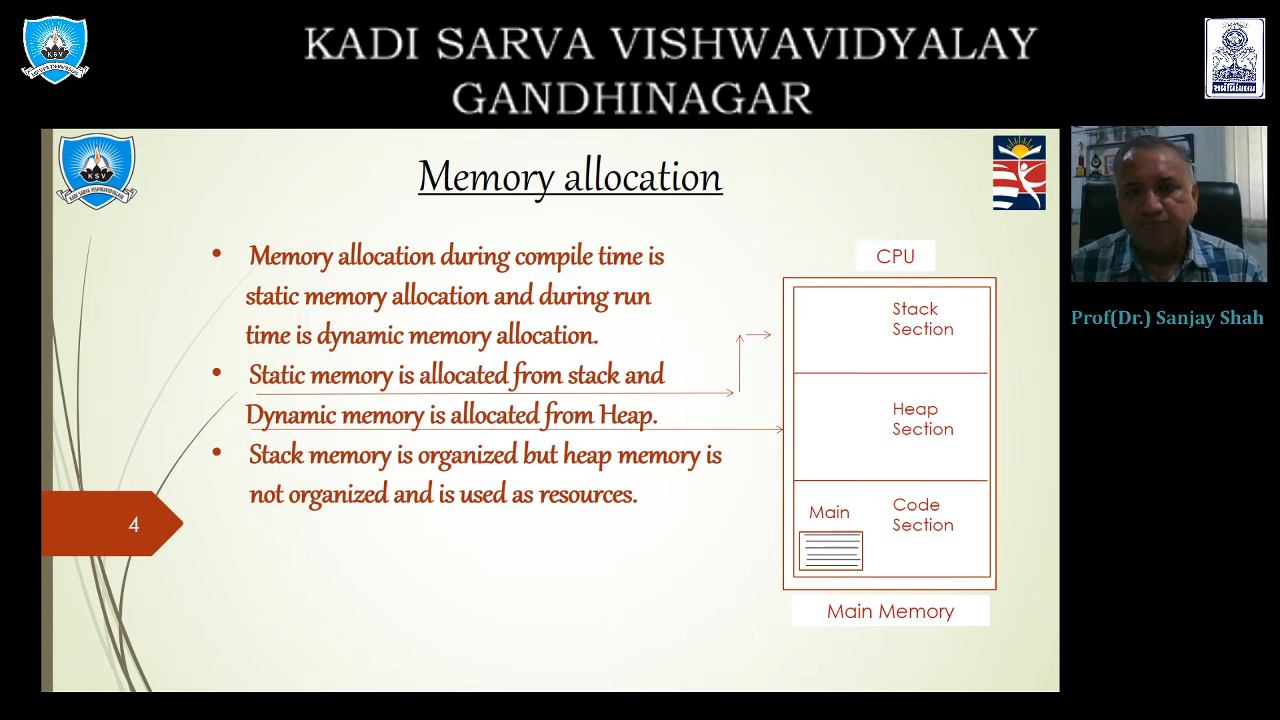 KADI SARVA VISHWAVIDYALAY
GANDHINAGAR
KSV
KSV
Memory allocation
• Memory allocation during compile time is
static memory allocation and during run
time is dynamic memory allocation.
• Static memory is allocated from stack and
Dynamic memory is allocated from Heap.
• Stack memory is organized but heap memory is
not organized and is used as resources.
4
CPU
Stack
Section
Heap
Section
Main
Code
Section
Main Memory
Prof(Dr.) Sanjay Shah